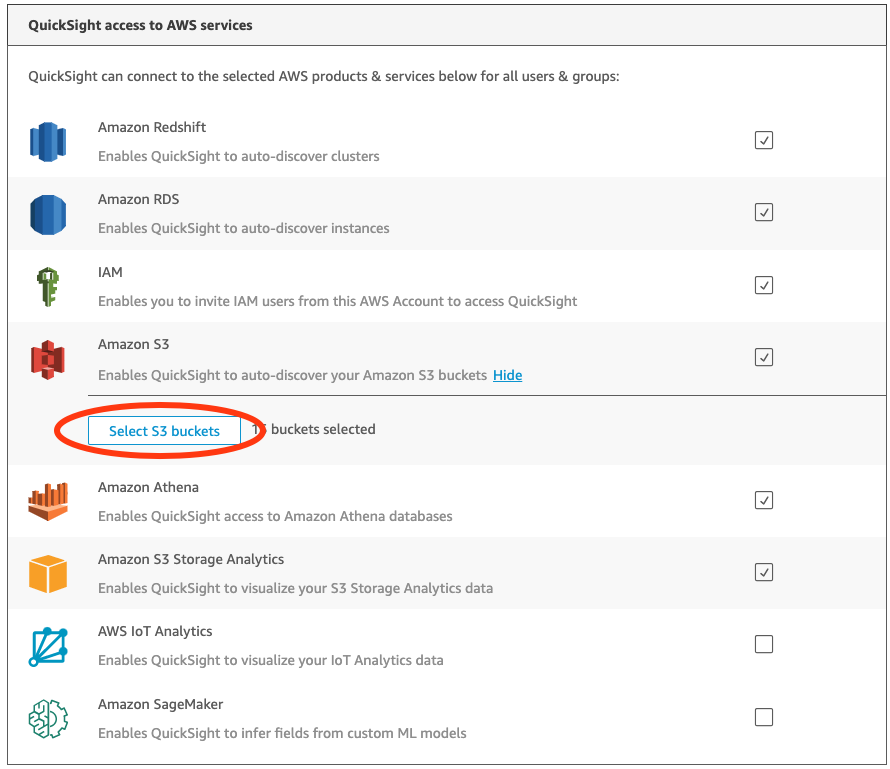 QuickSight access to AWS services
QuickSight can connect to the selected AWS products & services below for all users & groups:
Amazon Redshift
Enables QuickSight to auto-discover clusters
Amazon RDS
Enables QuickSight to auto-discover instances
IAM
Enables you to invite IAM users from this AWS Account to access QuickSight
Amazon S3
Enables QuickSight to auto-discover your Amazon S3 buckets Hide
Select S3 buckets buckets selected
Amazon Athena
Enables QuickSight access to Amazon Athena databases
Amazon S3 Storage Analytics
Enables QuickSight to visualize your S3 Storage Analytics data
AWS IoT Analytics
Enables QuickSight to visualize your IoT Analytics data
Amazon SageMaker
Enables QuickSight to infer fields from custom ML models